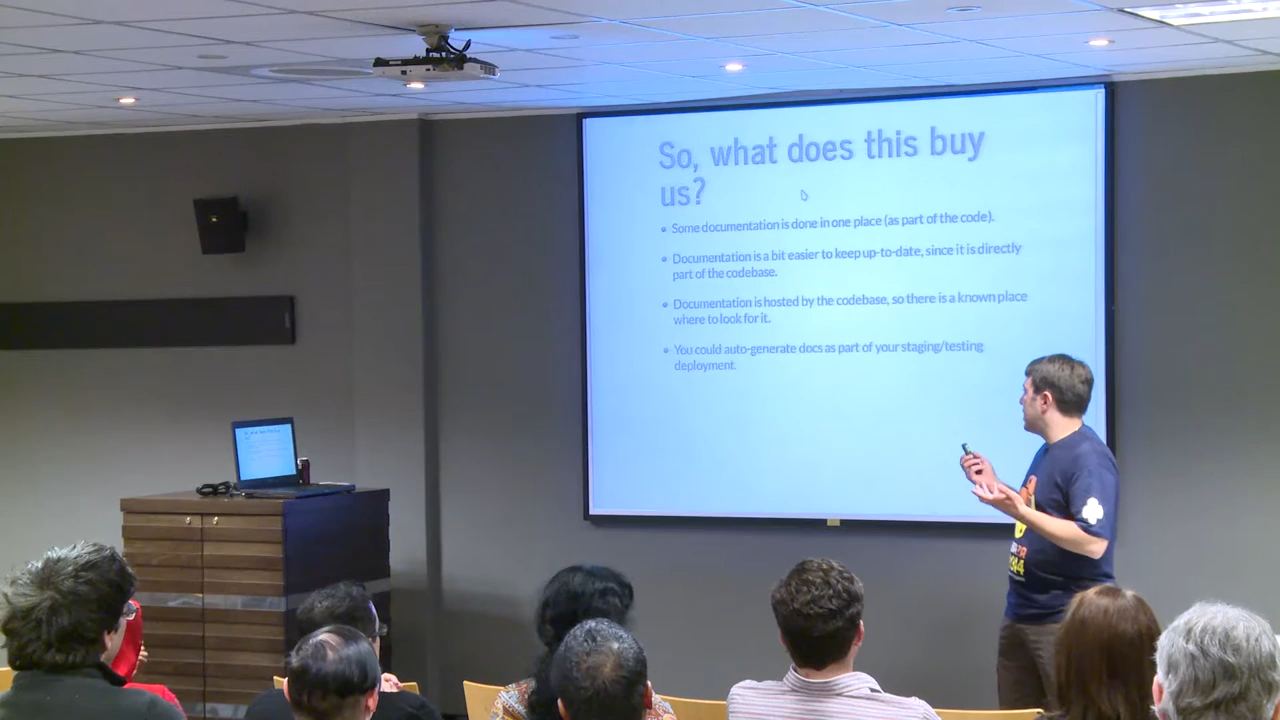 So, what does this buy
us?
Some documentation is done in one place (as part of the code).
Documentation is a bit easier to keep up-to-date, since it is directly
part of the codebase.
Documentation is hosted by the codebase, so there is a known place
where to look for it.
You could auto-generate docs as part of your staging/testing
deployment.